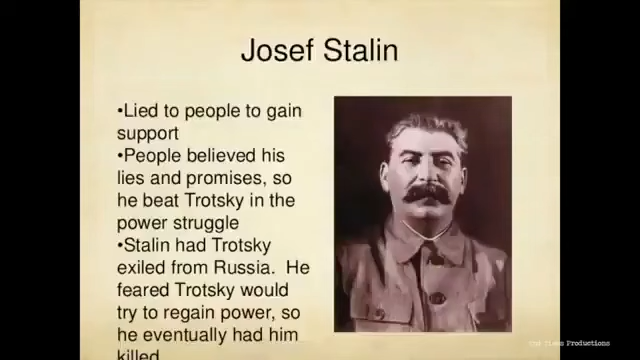 Josef Stalin
•Lied to people to gain
support
•People believed his
lies and promises, so
he beat Trotsky in the
power struggle
•Stalin had Trotsky
exiled from Russia.  He
feared Trotsky would
try to regain power, so
he eventually had him
killed
Productions